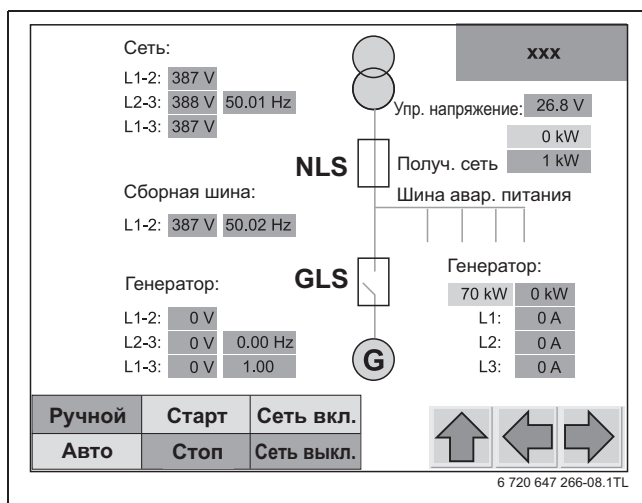 Сеть:
xxx
L1-2: 387 V
L2-3: 388 V 50.01 Hz
L1-3: 387 V
Упр. напряжение: 26.8 V
0 kW
Получ. сеть 1 kW
NLS
Сборная шина:
Шина авар. питания
L1-2: 387 V 50.02 Hz
Генератор:
GLS
L1-2: 0 V
L2-3: 0 V 0.00 Hz
L1-3: 0 V 1.00
G
Генератор:
70 kW 0 kW
L1: 0 A
L2: 0 A
L3: 0 A
Ручной Старт Сеть вкл.
Авто Стоп Сеть выкл.
6 720 647 266-08.1TL